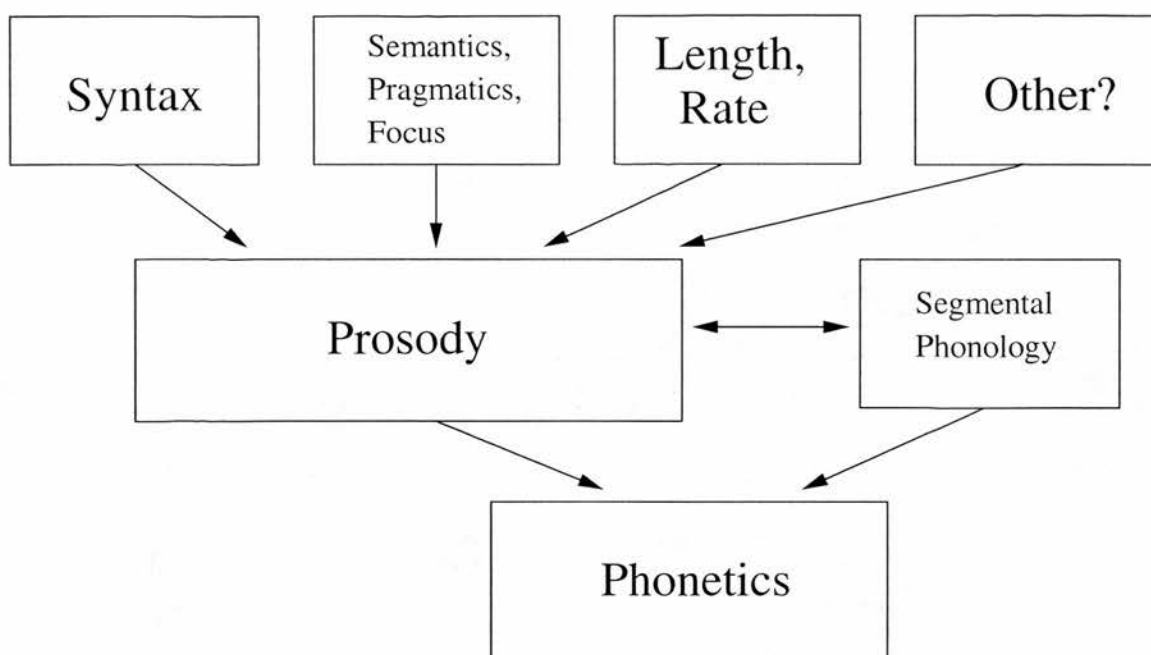 Syntax
Semantics,
Pragmatics,
Focus
Length,
Rate
Other?
Prosody
Segmental
Phonology
Phonetics